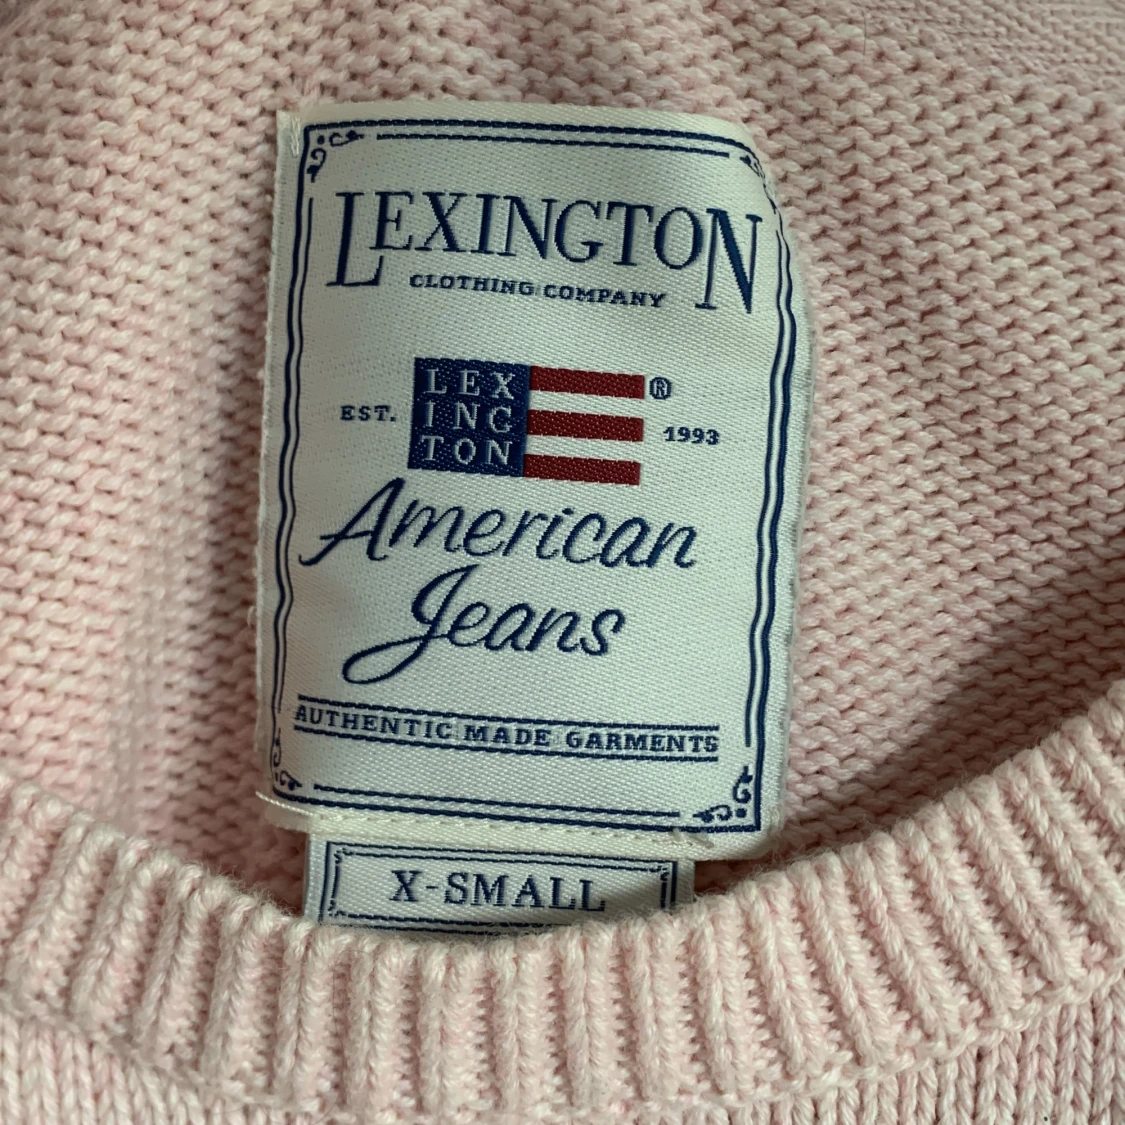 LEXINGTON
CLOTHING COMPANY
EST. LEX ING TON ® 1993
American
Jeans
AUTHENTIC MADE GARMENTS
X-SMALL